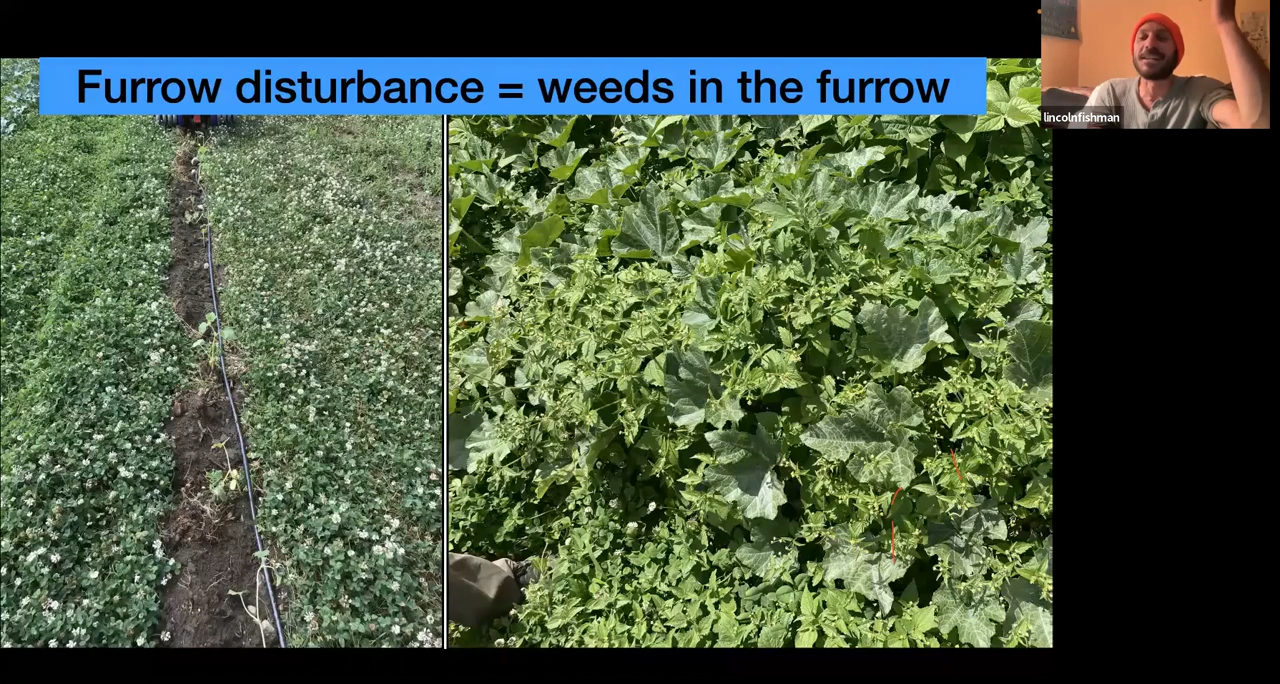 Furrow disturbance = weeds in the furrow
lincolnfishman